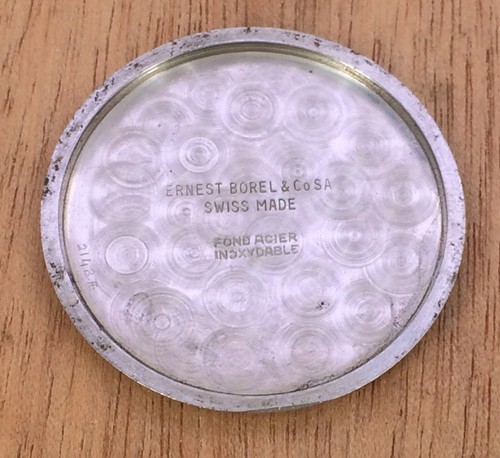 ERNEST BOREL & Co SA
SWISS MADE
FOND ACIER
INOXYDABLE